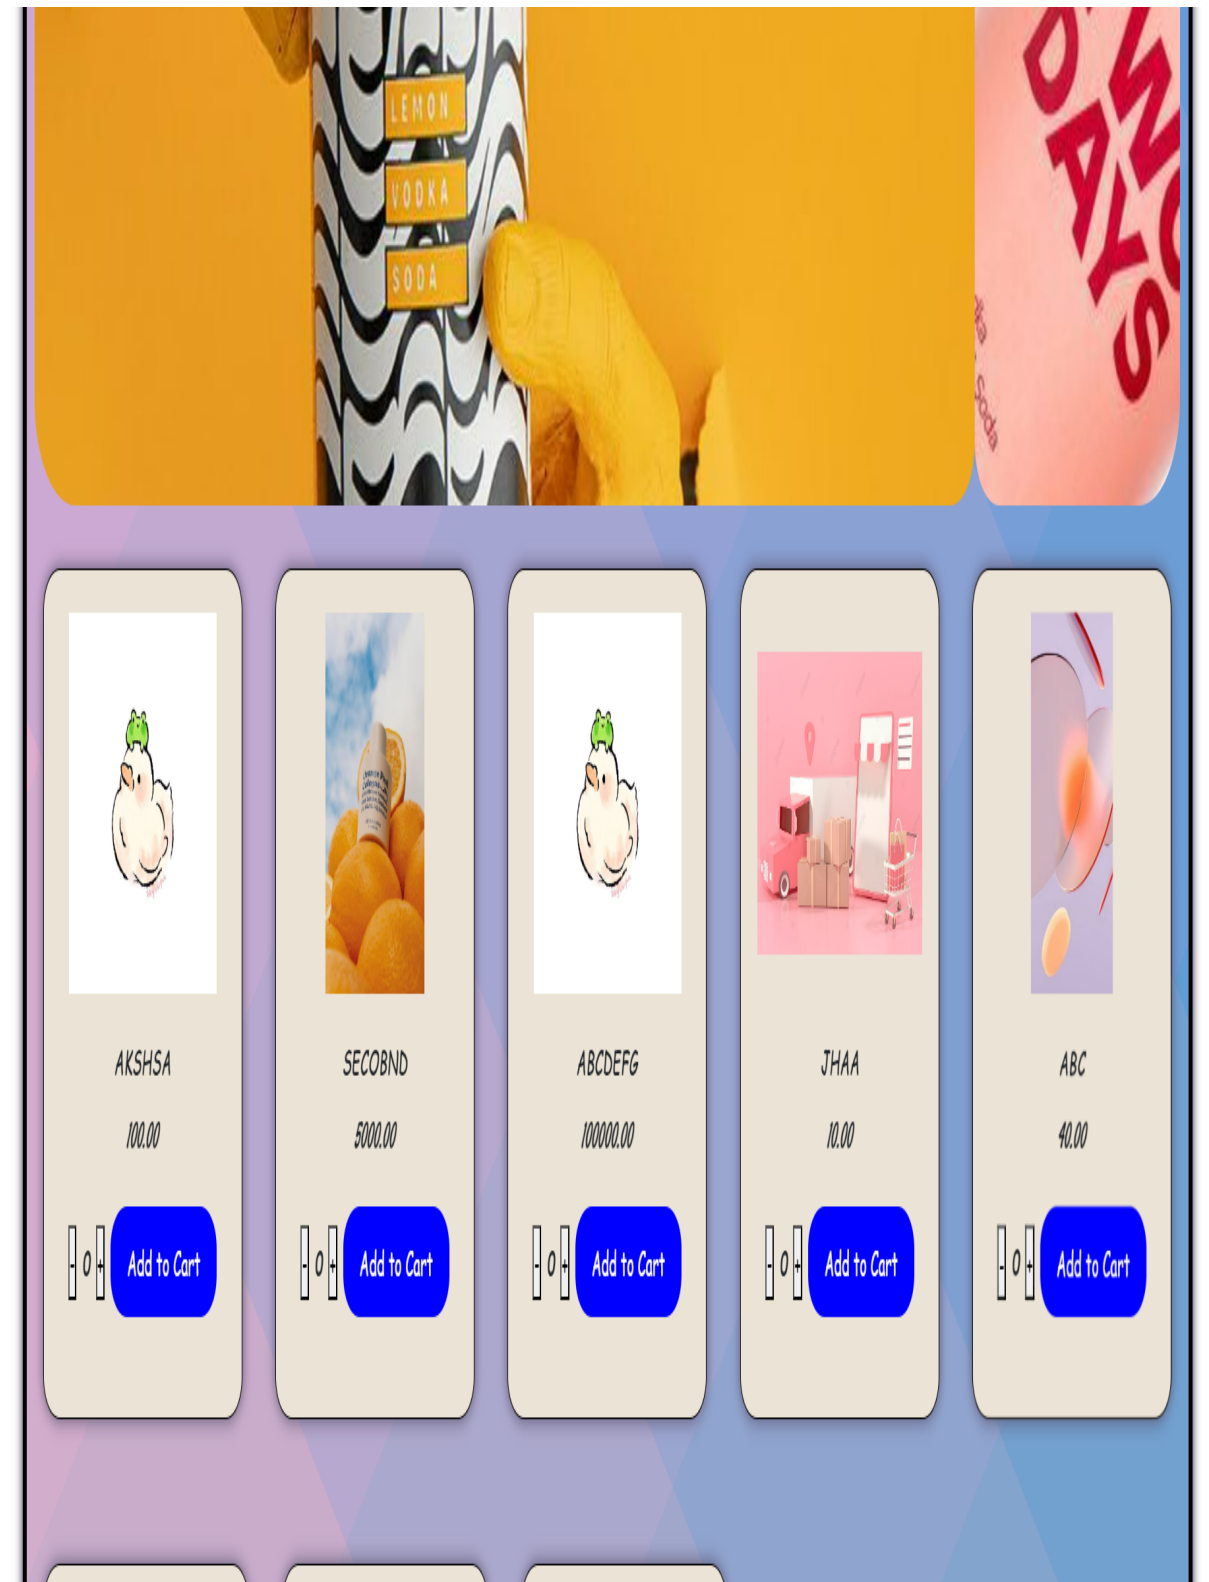 LEMON
VODKA
SODA
DAYS
Soda
AKSHSA
SECOBND
ABCDEFG
JHAA
ABC
100.00
5000.00
100000.00
10.00
40.00
- 0 + Add to Cart
- 0 + Add to Cart
- 0 + Add to Cart
- 0 + Add to Cart
- 0 + Add to Cart